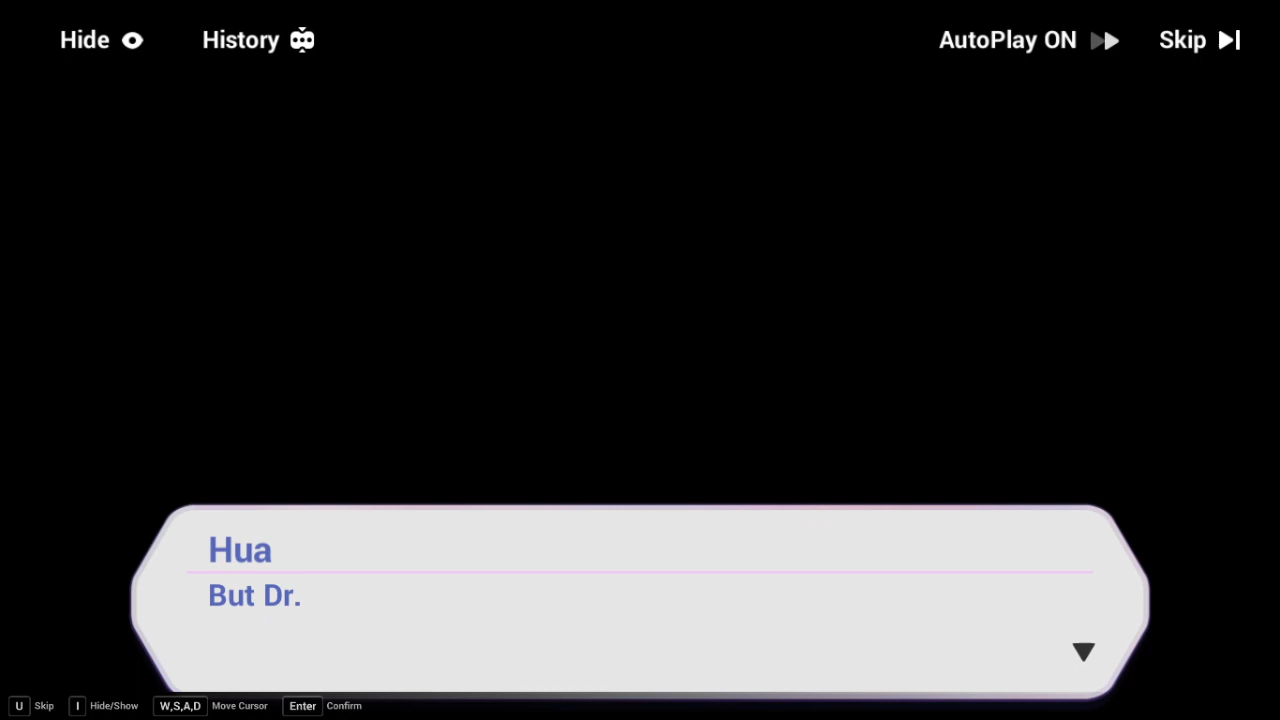 Hide History AutoPlay ON Skip
Hua
But Dr.
U Skip I Hide/Show W,S,A,D Move Cursor Enter Confirm